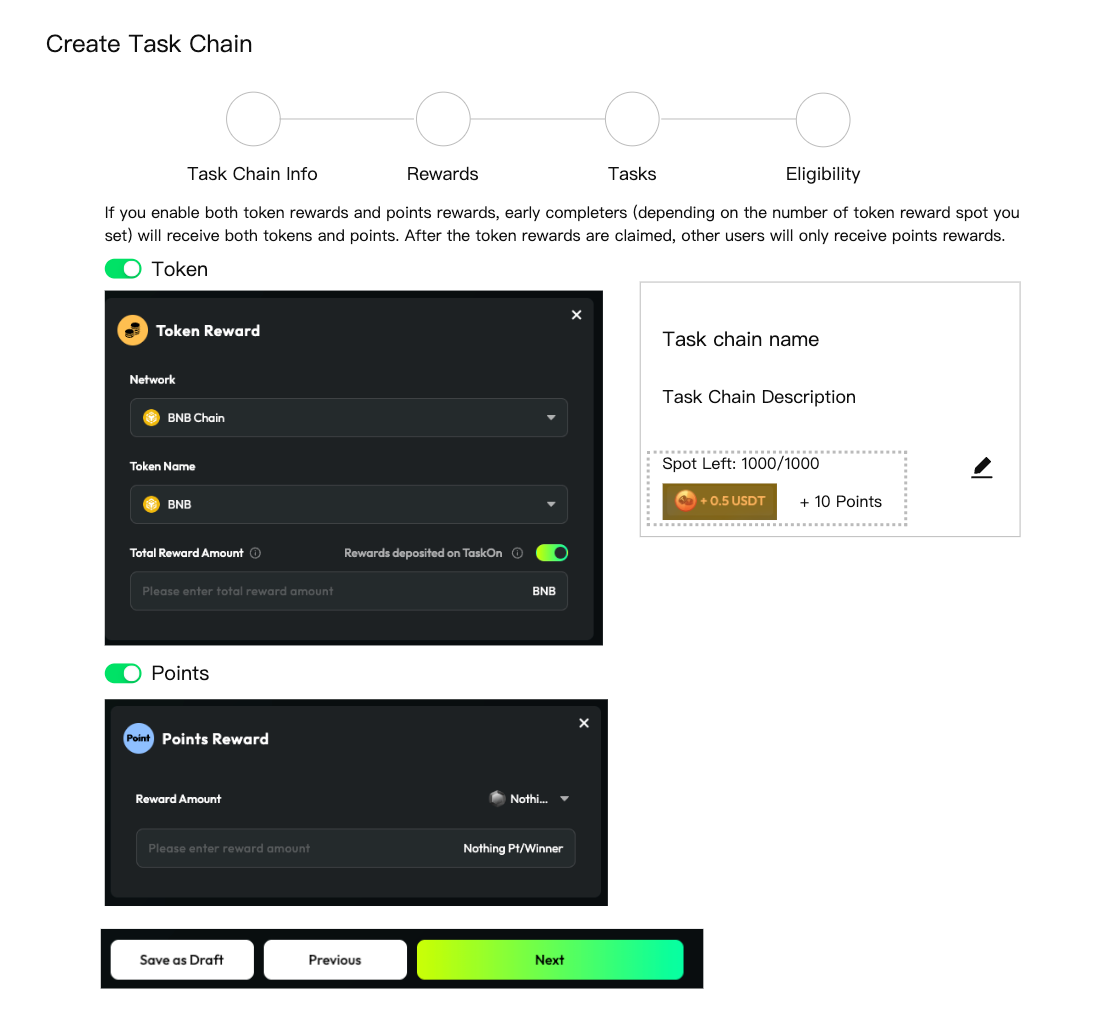 Create Task Chain
Task Chain Info
Rewards
Tasks
Eligibility
If you enable both token rewards and points rewards, early completers (depending on the number of token reward spot you
set) will receive both tokens and points. After the token rewards are claimed, other users will only receive points rewards.
Token
Token Reward
Network
BNB Chain
Token Name
BNB
Total Reward Amount
Rewards deposited on TaskOn
Please enter total reward amount
BNB
Task chain name
Task Chain Description
Spot Left: 1000/1000
+ 0.5 USDT
+ 10 Points
Points
Point
Points Reward
Reward Amount
Nothi...
Please enter reward amount
Nothing Pt/Winner
Save as Draft
Previous
Next